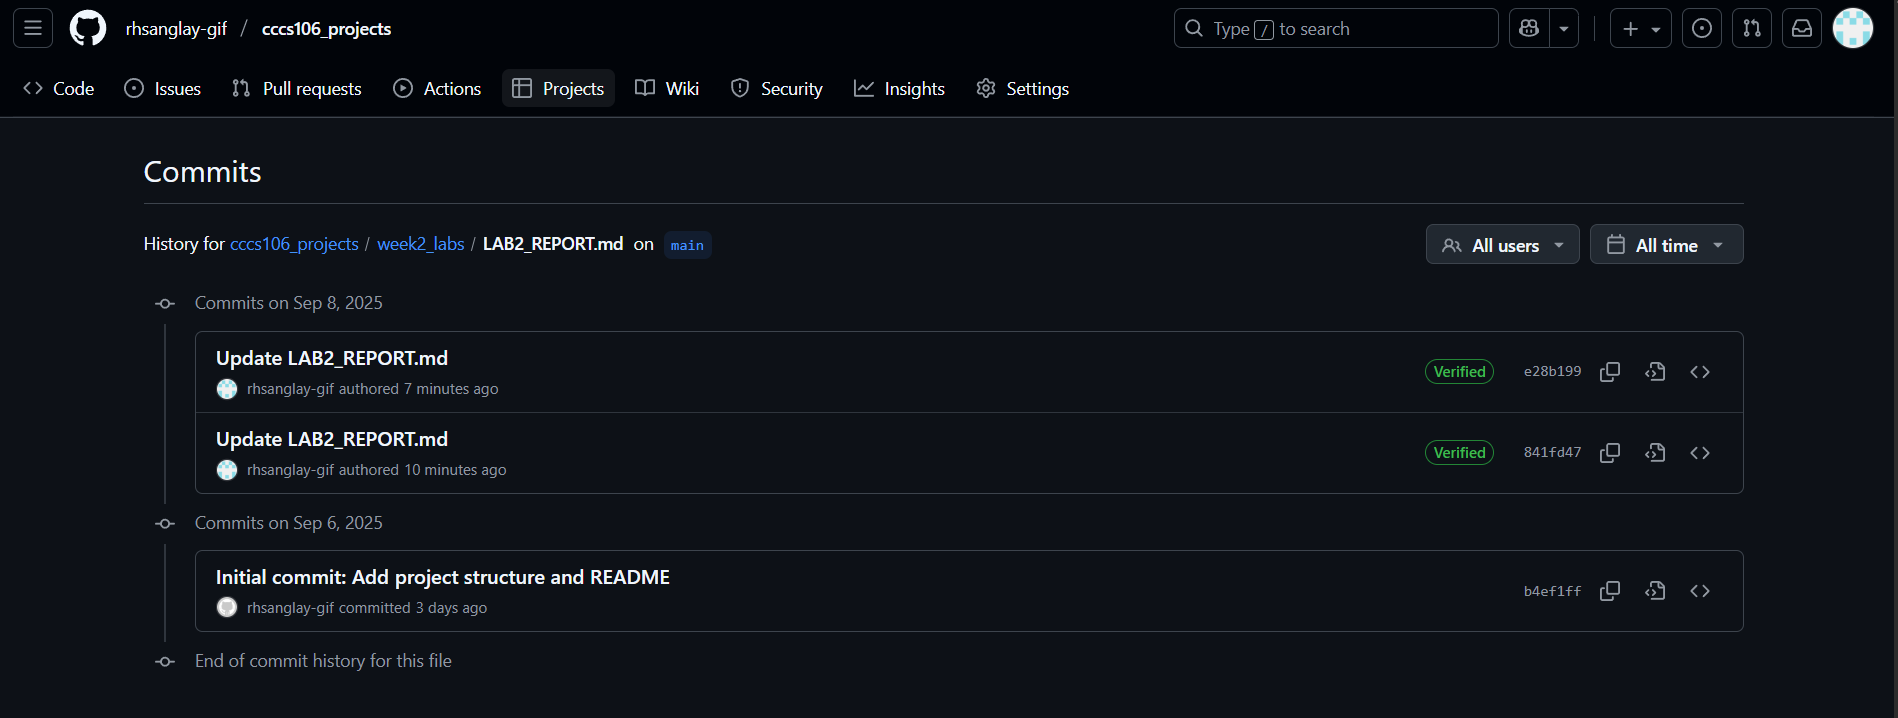 rhsanglay-gif / cccs106_projects
Type / to search
Code Issues Pull requests Actions Projects Wiki Security Insights Settings
Commits
History for cccs106_projects / week2_labs / LAB2_REPORT.md on main
All users All time
Commits on Sep 8, 2025
Update LAB2_REPORT.md
rhsanglay-gif authored 7 minutes ago
Verified e28b199
Update LAB2_REPORT.md
rhsanglay-gif authored 10 minutes ago
Verified 841fd47
Commits on Sep 6, 2025
Initial commit: Add project structure and README
rhsanglay-gif committed 3 days ago
b4ef1ff
End of commit history for this file